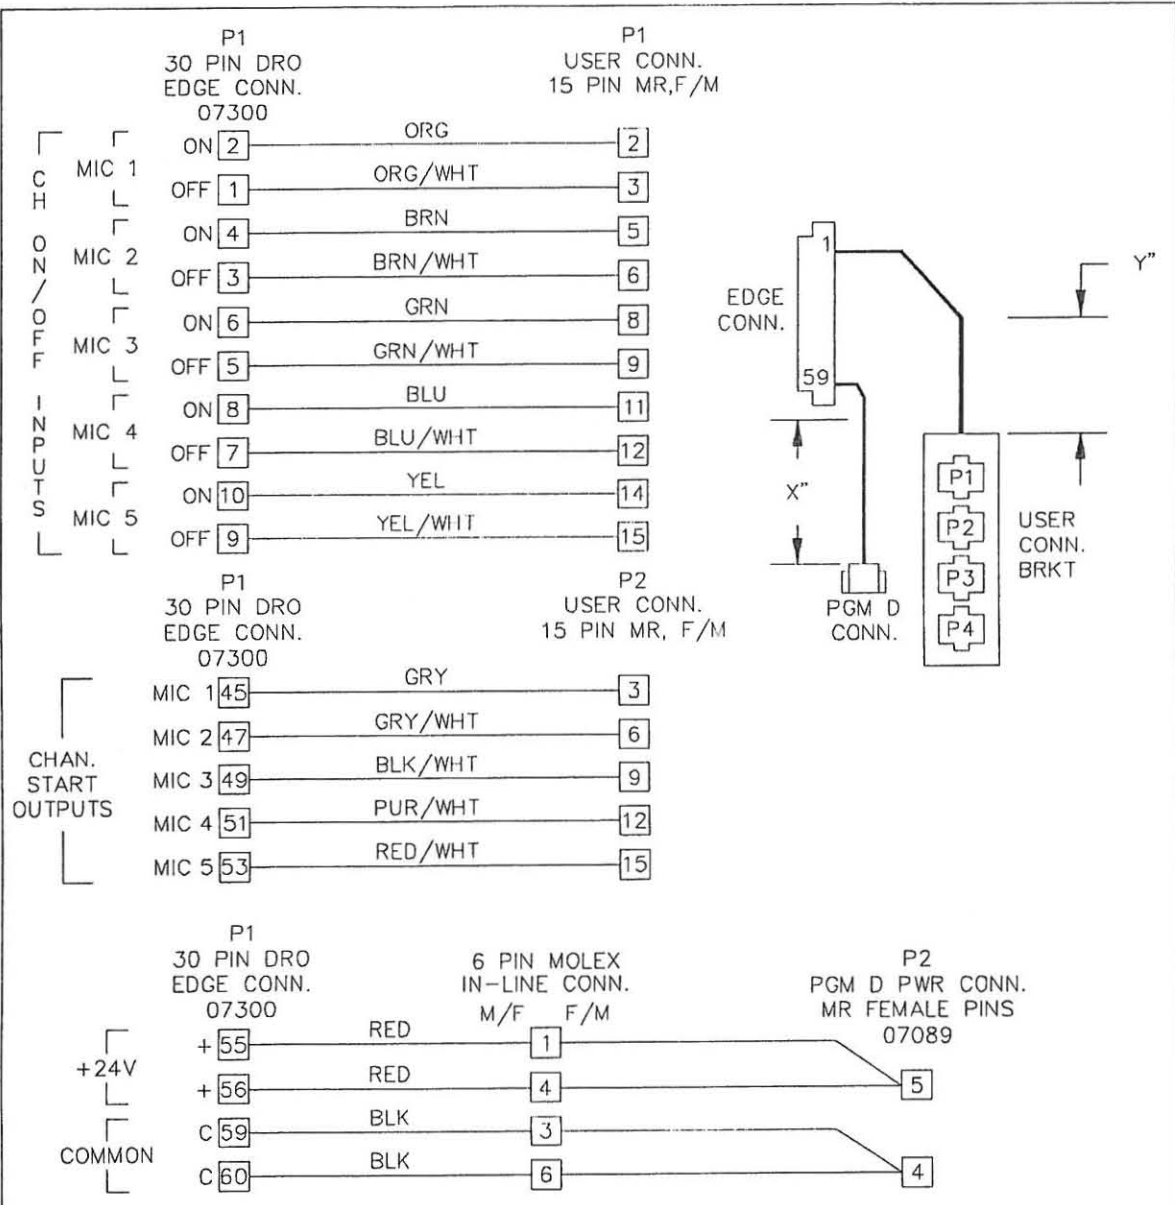 P1
30 PIN DRO
EDGE CONN.
07300
P1
USER CONN.
15 PIN MR,F/M
CH ON/OFF INPUTS
MIC 1
ON 2 ORG 2
OFF 1 ORG/WHT 3
MIC 2
ON 4 BRN 5
OFF 3 BRN/WHT 6
MIC 3
ON 6 GRN 8
OFF 5 GRN/WHT 9
MIC 4
ON 8 BLU 11
OFF 7 BLU/WHT 12
MIC 5
ON 10 YEL 14
OFF 9 YEL/WHT 15
1
59
EDGE
CONN.
Y"
X"
P1
P2
P3
P4
USER
CONN.
BRKT
PGM D
CONN.
P1
30 PIN DRO
EDGE CONN.
07300
P2
USER CONN.
15 PIN MR, F/M
CHAN.
START
OUTPUTS
MIC 1 45 GRY 3
MIC 2 47 GRY/WHT 6
MIC 3 49 BLK/WHT 9
MIC 4 51 PUR/WHT 12
MIC 5 53 RED/WHT 15
P1
30 PIN DRO
EDGE CONN.
07300
6 PIN MOLEX
IN-LINE CONN.
M/F F/M
P2
PGM D PWR CONN.
MR FEMALE PINS
07089
+24V
+ 55 RED 1
+ 56 RED 4 5
COMMON
C 59 BLK 3
C 60 BLK 6 4